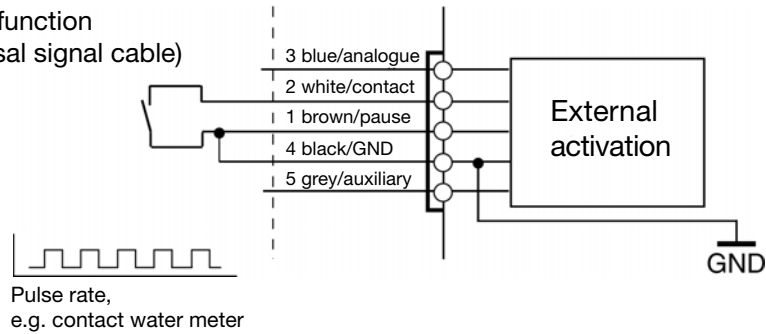 function
sal signal cable)
3 blue/analogue
2 white/contact
1 brown/pause
4 black/GND
5 grey/auxiliary
External
activation
GND
Pulse rate,
e.g. contact water meter